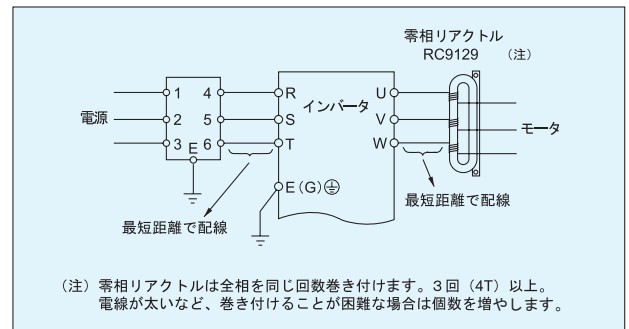 零相リアクトル
RC9129 （注）
電源
1 4
2 5
3 6
E
R
S
T
E(G)
インバータ
U
V
W
モータ
最短距離で配線
最短距離で配線
（注）零相リアクトルは全相を同じ回数巻き付けます。3回（4T）以上。
電線が太いなど、巻き付けることが困難な場合は個数を増やします。